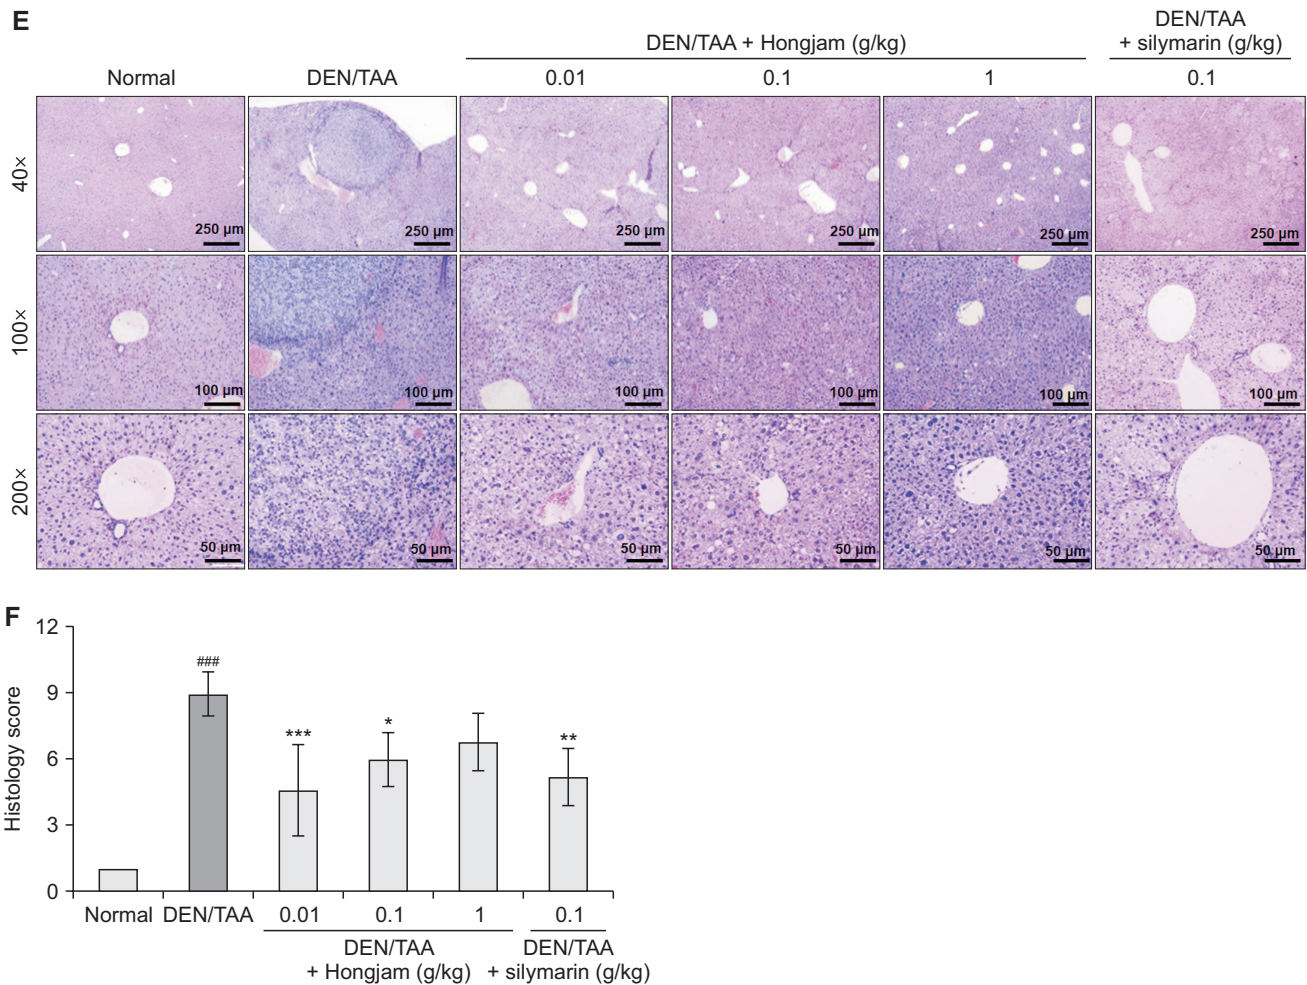 E
DEN/TAA
DEN/TAA + Hongjam (g/kg)
+ silymarin (g/kg)
Normal DEN/TAA 0.01 0.1 1 0.1
40×
250 µm 250 µm 250 µm 250 µm 250 µm 250 µm
100×
100 µm 100 µm 100 µm 100 µm 100 µm 100 µm
200×
50 µm 50 µm 50 µm 50 µm 50 µm 50 µm
F
Histology score
12
9
6
3
0
###
***
*
**
Normal DEN/TAA 0.01 0.1 1 0.1
DEN/TAA DEN/TAA
+ Hongjam (g/kg) + silymarin (g/kg)